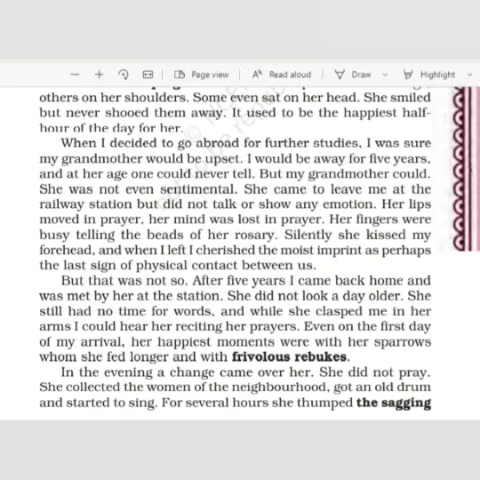 Page view
Read aloud
Draw
Highlight
others on her shoulders. Some even sat on her head. She smiled
but never shooed them away. It used to be the happiest half-
hour of the day for her.
When I decided to go abroad for further studies, I was sure
my grandmother would be upset. I would be away for five years,
and at her age one could never tell. But my grandmother could.
She was not even sentimental. She came to leave me at the
railway station but did not talk or show any emotion. Her lips
moved in prayer, her mind was lost in prayer. Her fingers were
busy telling the beads of her rosary. Silently she kissed my
forehead, and when I left I cherished the moist imprint as perhaps
the last sign of physical contact between us.
But that was not so. After five years I came back home and
was met by her at the station. She did not look a day older. She
still had no time for words, and while she clasped me in her
arms I could hear her reciting her prayers. Even on the first day
of my arrival, her happiest moments were with her sparrows
whom she fed longer and with frivolous rebukes.
In the evening a change came over her. She did not pray.
She collected the women of the neighbourhood, got an old drum
and started to sing. For several hours she thumped the sagging